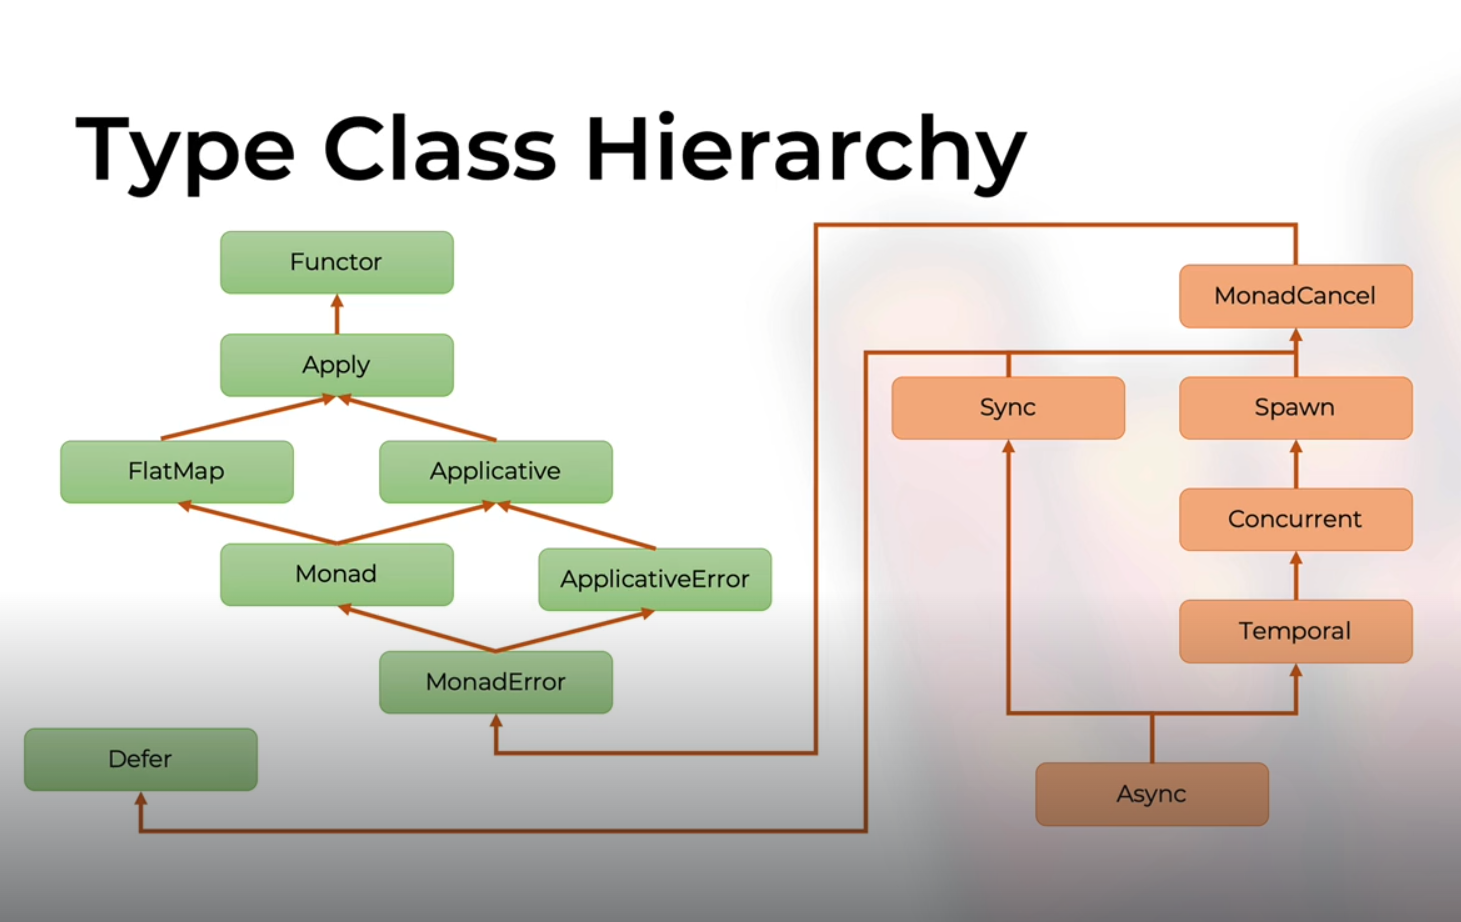 Type Class Hierarchy
Functor
Apply
FlatMap
Applicative
Monad
ApplicativeError
MonadError
Defer
MonadCancel
Sync
Spawn
Concurrent
Temporal
Async